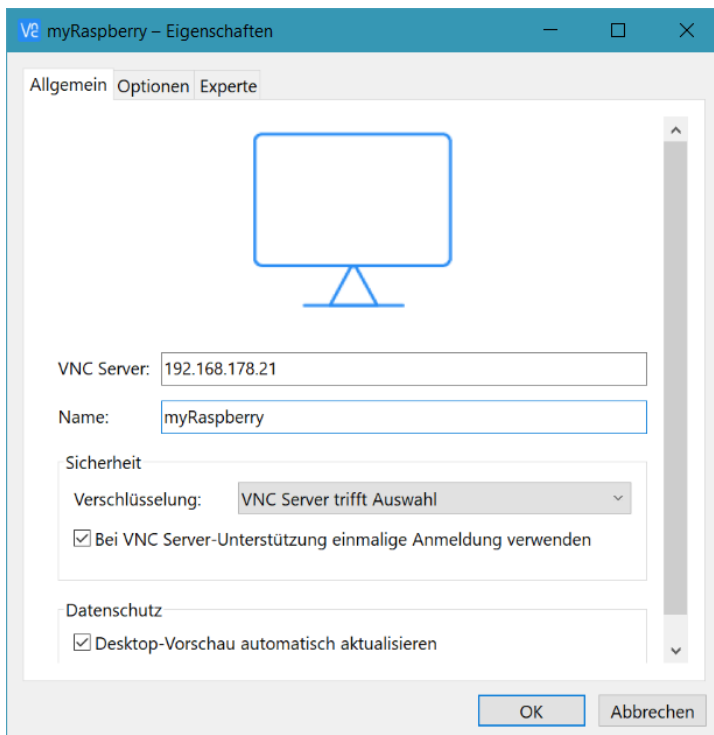 V2 myRaspberry – Eigenschaften
Allgemein Optionen Experte
VNC Server: 192.168.178.21
Name: myRaspberry
Sicherheit
Verschlüsselung: VNC Server trifft Auswahl
Bei VNC Server-Unterstützung einmalige Anmeldung verwenden
Datenschutz
Desktop-Vorschau automatisch aktualisieren
OK Abbrechen